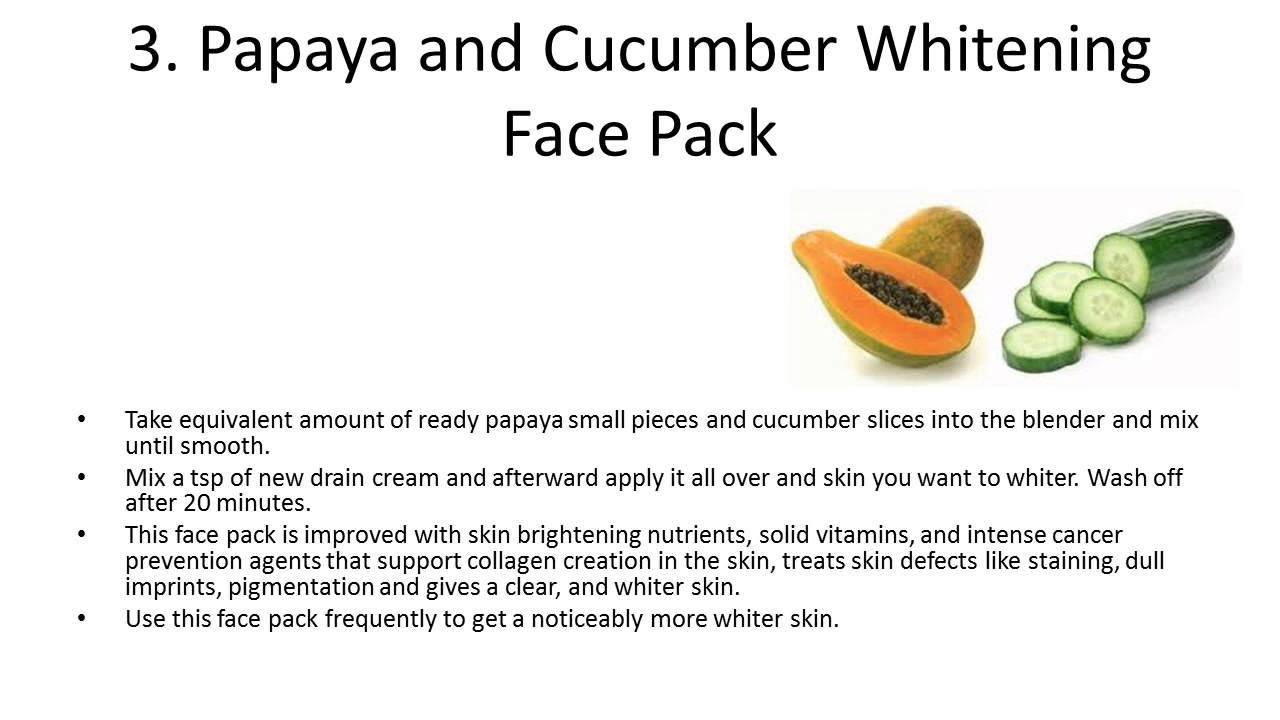 3. Papaya and Cucumber Whitening
Face Pack
• Take equivalent amount of ready papaya small pieces and cucumber slices into the blender and mix
until smooth.
• Mix a tsp of new drain cream and afterward apply it all over and skin you want to whiter. Wash off
after 20 minutes.
• This face pack is improved with skin brightening nutrients, solid vitamins, and intense cancer
prevention agents that support collagen creation in the skin, treats skin defects like staining, dull
imprints, pigmentation and gives a clear, and whiter skin.
• Use this face pack frequently to get a noticeably more whiter skin.